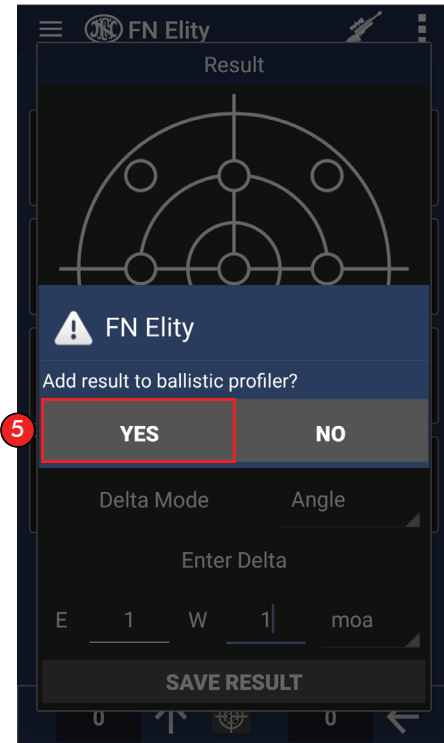 FN Elity
Result
FN Elity
Add result to ballistic profiler?
5
YES NO
Delta Mode Angle
Enter Delta
E 1 W 1 moa
SAVE RESULT
0 0